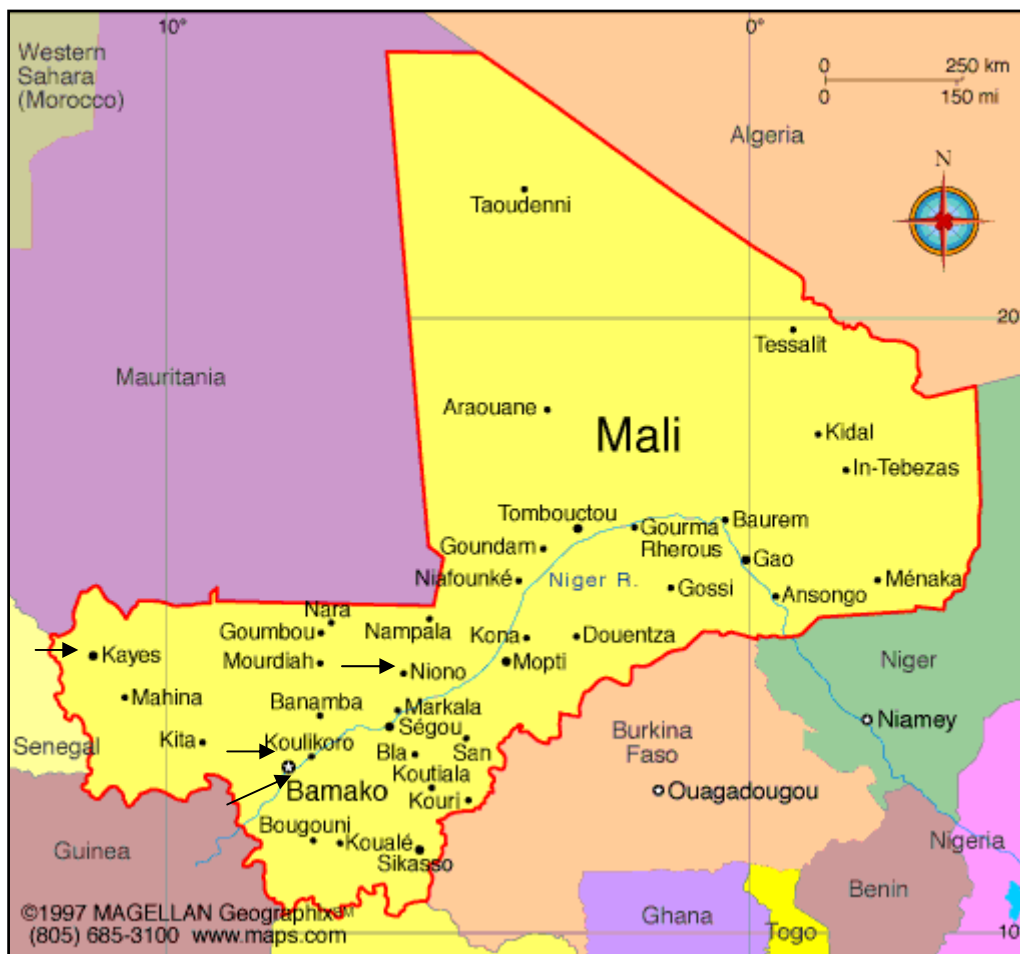 10°
0°
Western
Sahara
(Morocco)
0 250 km
0 150 mi
Algeria
N
Taoudenni
20
Tessalit
Mauritania
Araouane
Mali
Kidal
In-Tebezas
Tombouctou
Baurem
Gourma
Rherous
Goundam
Gao
Niafounké
Niger R.
Gossi
Ansongo
Ménaka
Nara
Nampala
Goumbou
Kona
Douentza
Kayes
Mourdiah
Niono
Mopti
Niger
Mahina
Banamba
Markala
Ségou
Niamey
Senegal
Kita
Koulikoro
Bla
San
Burkina
Faso
Koutiala
Bamako
Kouri
Ouagadougou
Bougouni
Koualé
Sikasso
Guinea
Nigeria
Benin
©1997 MAGELLAN Geographix℠
(805) 685-3100 www.maps.com
Ghana
Togo
10